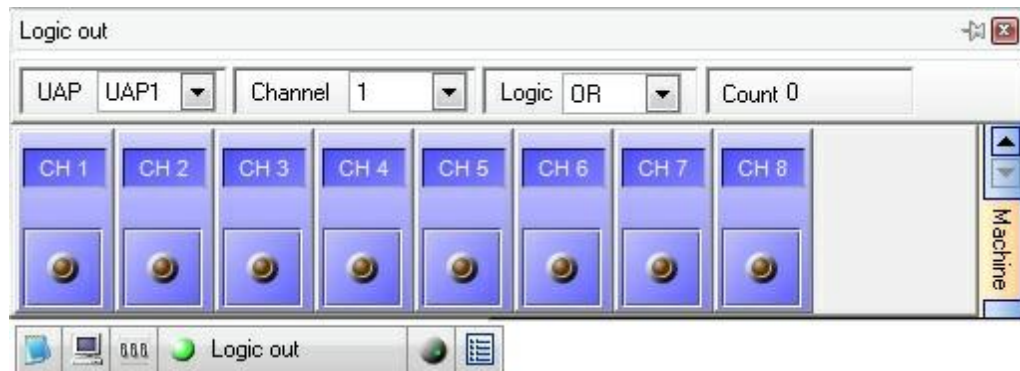 Logic out
UAP UAP1 Channel 1 Logic OR Count 0
CH 1 CH 2 CH 3 CH 4 CH 5 CH 6 CH 7 CH 8
Machine
Logic out